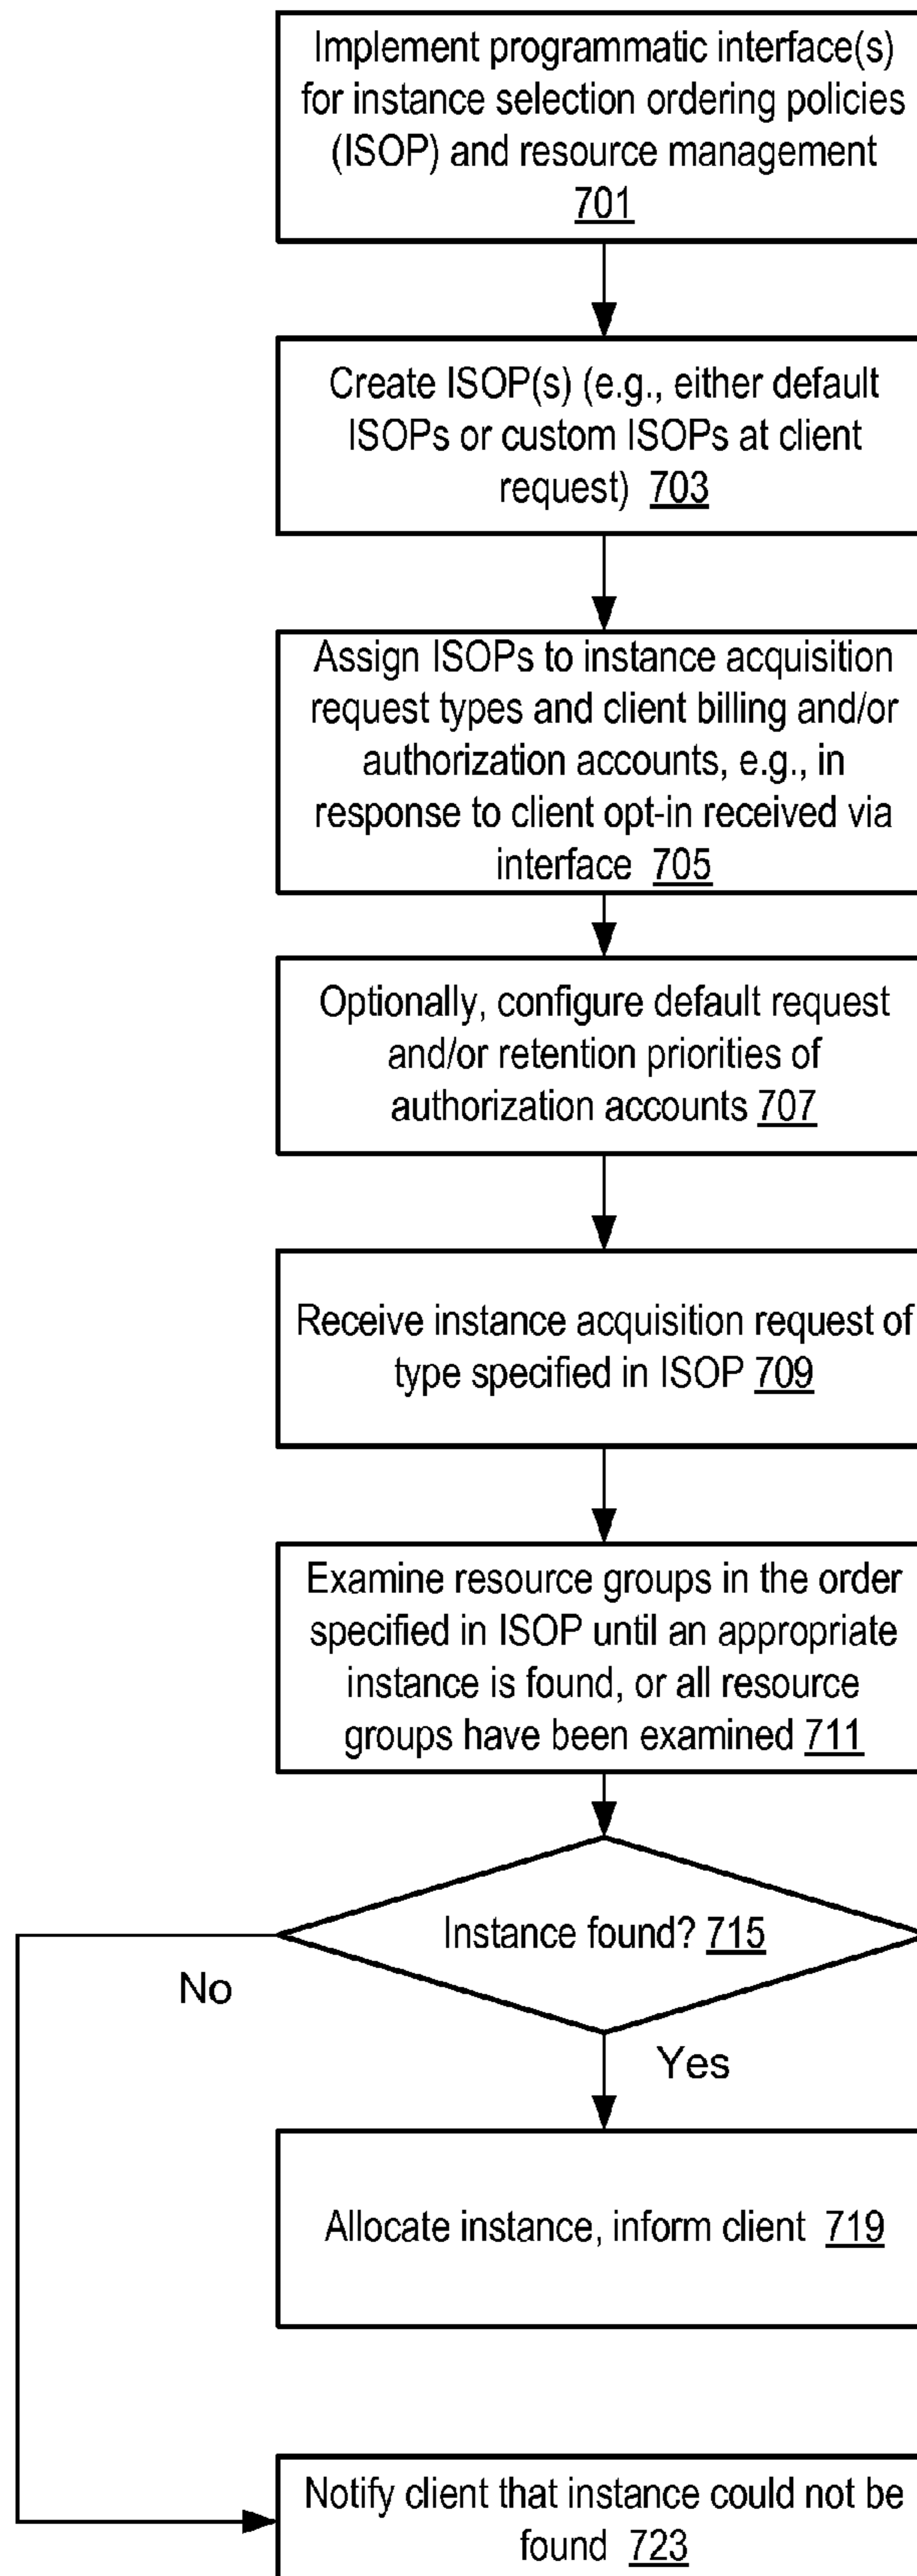 Implement programmatic interface(s)
for instance selection ordering policies
(ISOP) and resource management
701
Create ISOP(s) (e.g., either default
ISOPs or custom ISOPs at client
request) 703
Assign ISOPs to instance acquisition
request types and client billing and/or
authorization accounts, e.g., in
response to client opt-in received via
interface 705
Optionally, configure default request
and/or retention priorities of
authorization accounts 707
Receive instance acquisition request of
type specified in ISOP 709
Examine resource groups in the order
specified in ISOP until an appropriate
instance is found, or all resource
groups have been examined 711
Instance found? 715
No
Yes
Allocate instance, inform client 719
Notify client that instance could not be
found 723